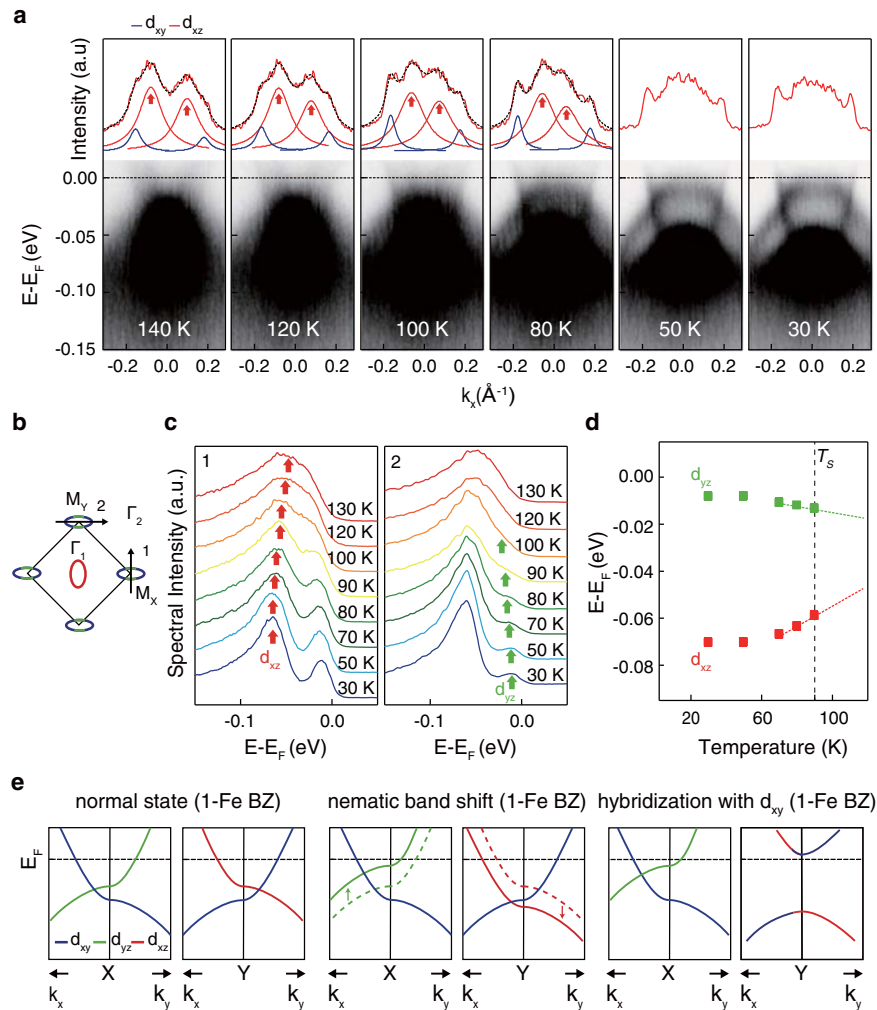 a
d_xy d_xz
Intensity (a.u)
E-E_F (eV)
0.00
-0.05
-0.10
-0.15
140 K 120 K 100 K 80 K 50 K 30 K
-0.2 0.0 0.2 -0.2 0.0 0.2 -0.2 0.0 0.2 -0.2 0.0 0.2 -0.2 0.0 0.2 -0.2 0.0 0.2
k_x(Å⁻¹)
b
M_Y 2 Γ_2
Γ_1
1
M_X
c
Spectral Intensity (a.u.)
1
130 K
120 K
100 K
90 K
80 K
70 K
50 K
30 K
d_xz
-0.1 0.0
E-E_F (eV)
2
130 K
120 K
100 K
90 K
80 K
70 K
50 K
30 K
d_yz
-0.1 0.0
E-E_F (eV)
d
T_S
E-E_F (eV)
0.00
-0.02
-0.04
-0.06
-0.08
d_yz
d_xz
20 60 100
Temperature (K)
e
normal state (1-Fe BZ) nematic band shift (1-Fe BZ) hybridization with d_xy (1-Fe BZ)
E_F
d_xy d_yz d_xz
X Y X Y X Y
k_x k_y k_x k_y k_x k_y k_x k_y k_x k_y k_x k_y